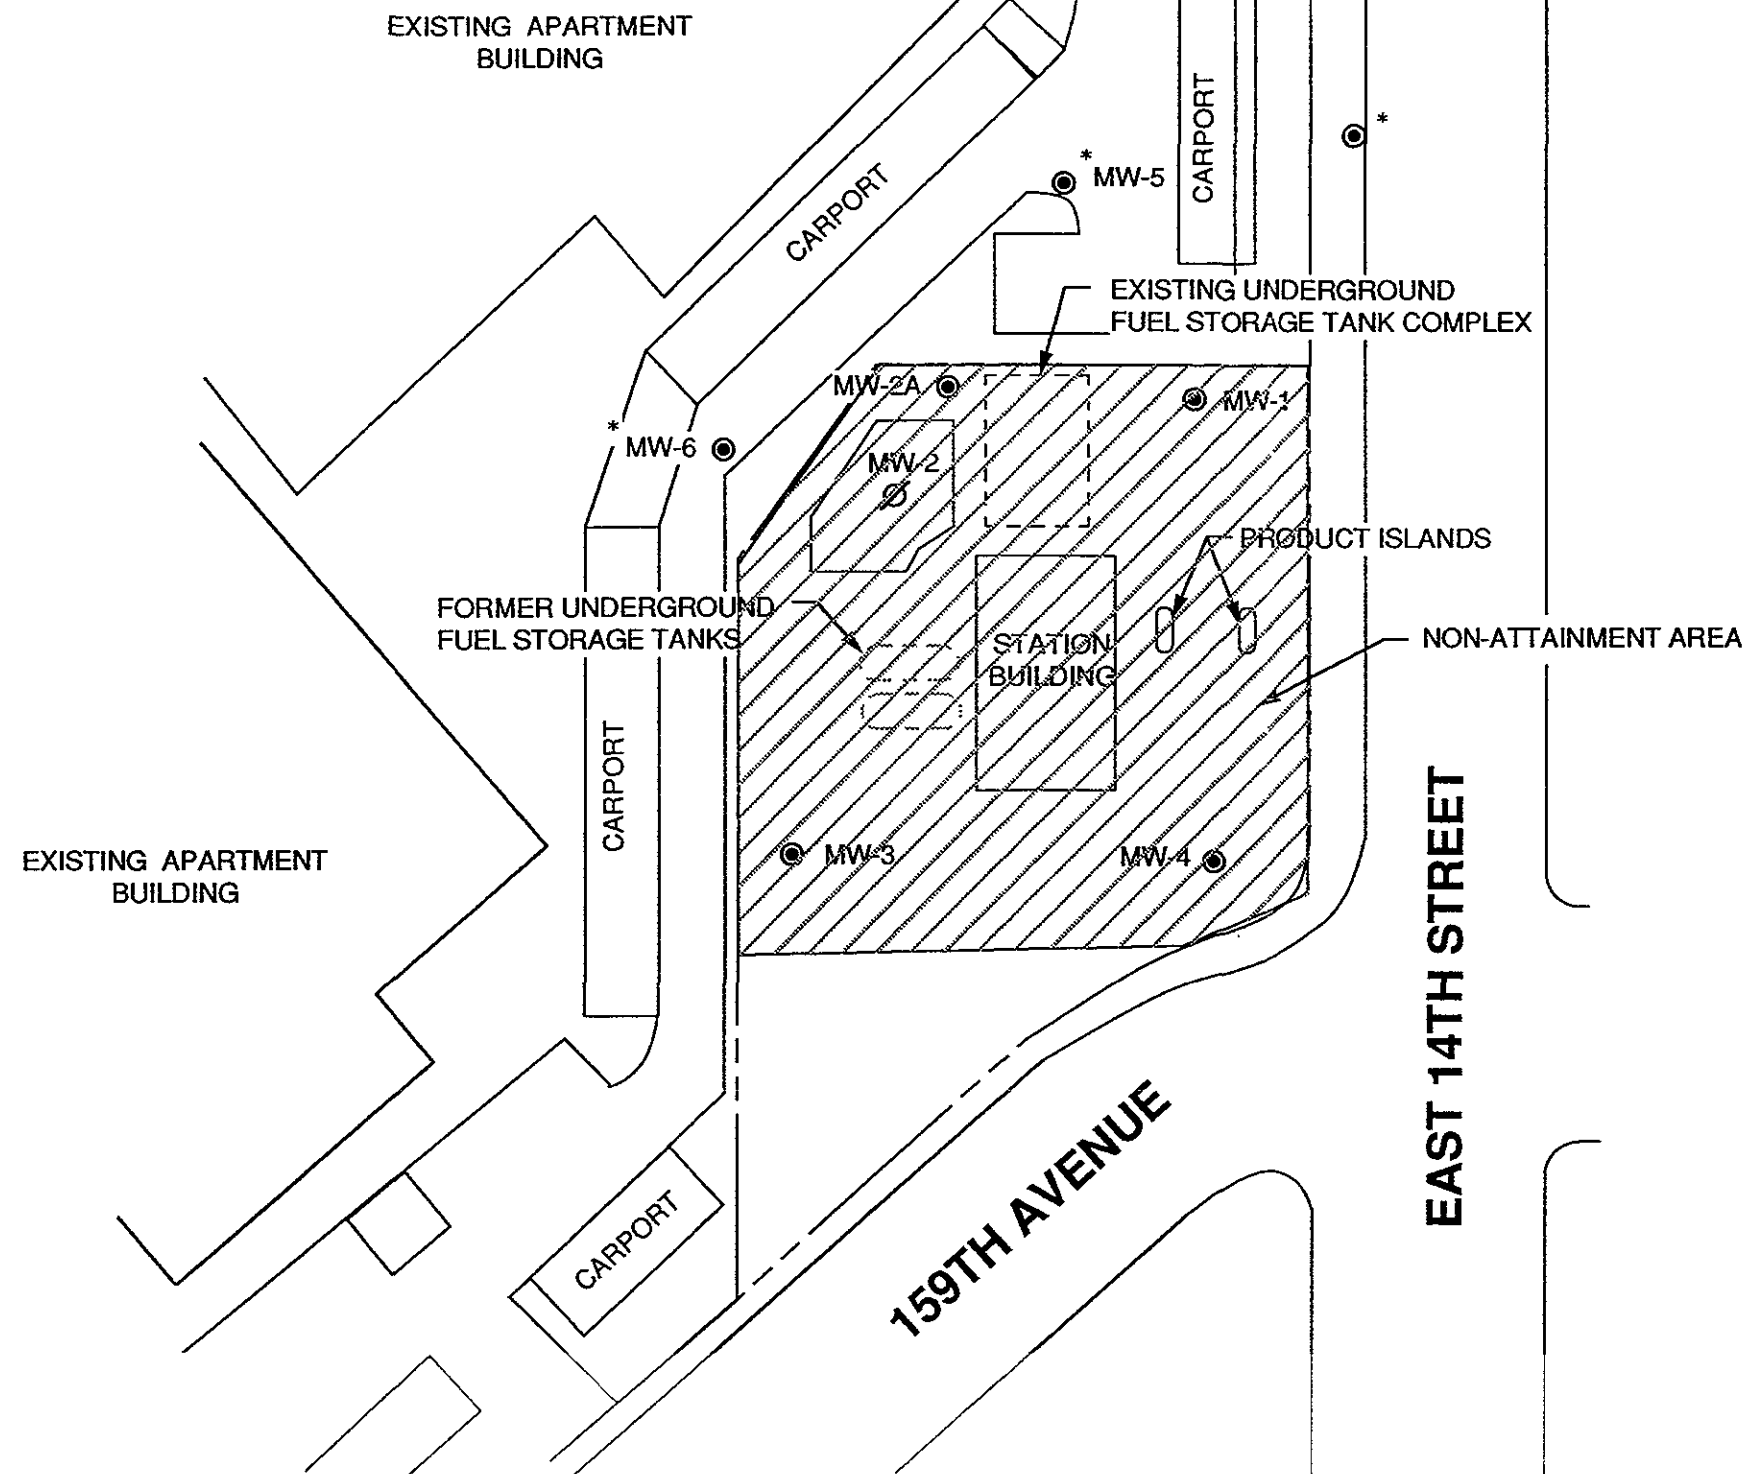 EXISTING APARTMENT
BUILDING
CARPORT
CARPORT
*
* MW-5
EXISTING UNDERGROUND
FUEL STORAGE TANK COMPLEX
MW-2A
MW-1
* MW-6
MW-2
PRODUCT ISLANDS
FORMER UNDERGROUND
FUEL STORAGE TANKS
STATION
BUILDING
NON-ATTAINMENT AREA
CARPORT
EXISTING APARTMENT
BUILDING
MW-3
MW-4
EAST 14TH STREET
159TH AVENUE
CARPORT